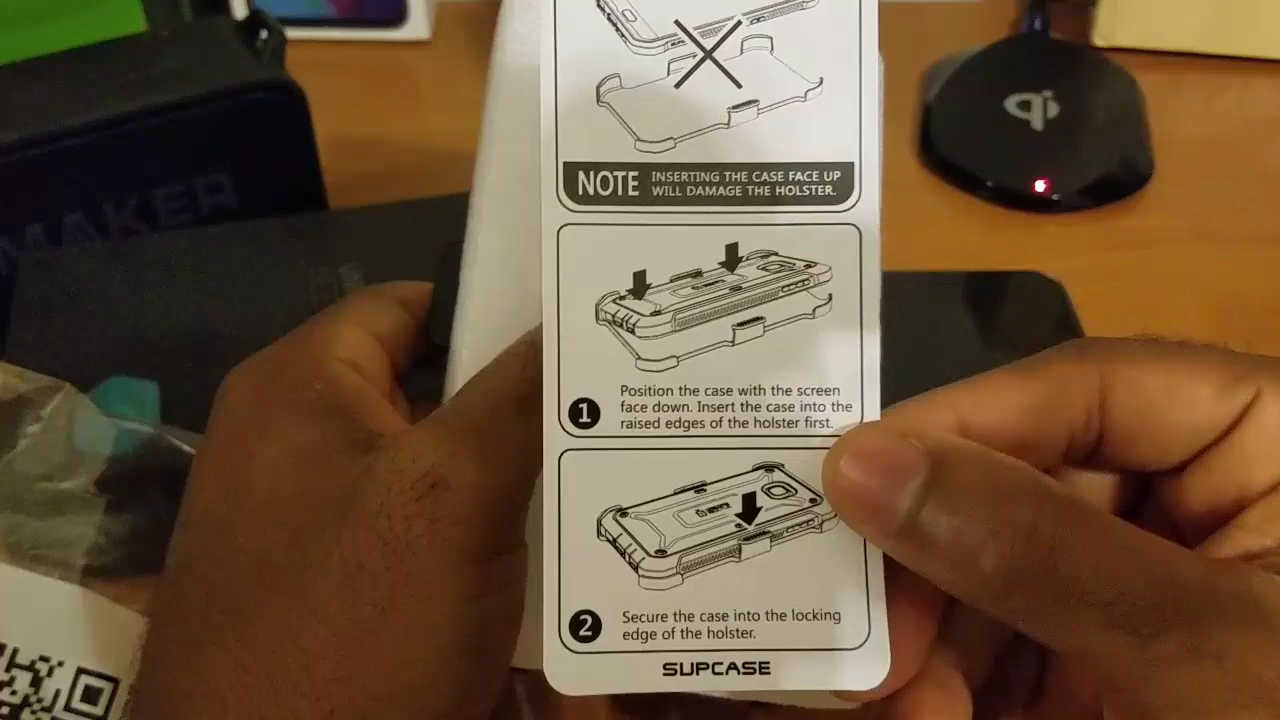 MAKER
qi
NOTE INSERTING THE CASE FACE UP
WILL DAMAGE THE HOLSTER.
1 Position the case with the screen
face down. Insert the case into the
raised edges of the holster first.
2 Secure the case into the locking
edge of the holster.
SUPCASE